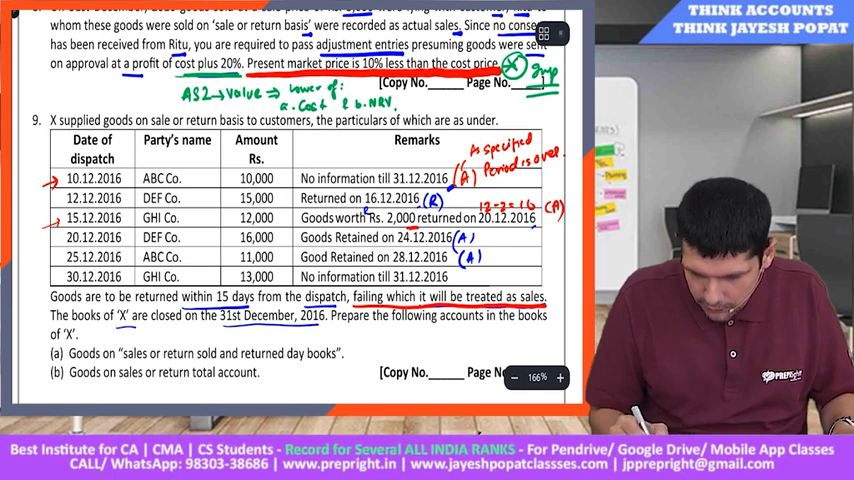 THINK ACCOUNTS
THINK JAYESH POPAT
to whom these goods were sold on 'sale or return basis' were recorded as actual sales. Since no
has been received from Ritu, you are required to pass adjustment entries presuming goods were sent
on approval at a profit of cost plus 20%. Present market price is 10% less than the cost price.
Imp
[Copy No.______ Page No.
AS2 → Value ⇒ Lower of:
a. Cost & b. NRV.
9. X supplied goods on sale or return basis to customers, the particulars of which are as under.
Date of dispatch Party's name Amount Rs. Remarks
As specified
Period is over.
10.12.2016 ABC Co. 10,000 No information till 31.12.2016 (A)
12.12.2016 DEF Co. 15,000 Returned on 16.12.2016 (R)
12-2=10 (A)
15.12.2016 GHI Co. 12,000 Goods worth Rs. 2,000 returned on 20.12.2016
20.12.2016 DEF Co. 16,000 Goods Retained on 24.12.2016 (A)
25.12.2016 ABC Co. 11,000 Good Retained on 28.12.2016 (A)
30.12.2016 GHI Co. 13,000 No information till 31.12.2016
Goods are to be returned within 15 days from the dispatch, failing which it will be treated as sales.
The books of 'X' are closed on the 31st December, 2016. Prepare the following accounts in the books
of 'X'.
(a) Goods on "sales or return sold and returned day books".
(b) Goods on sales or return total account.
[Copy No.______ Page No
− 166% +
PREPRight
Best Institute for CA | CMA | CS Students - Record for Several ALL INDIA RANKS - For Pendrive/ Google Drive/ Mobile App Classes
CALL/ WhatsApp: 98303-38686 | www.prepright.in | www.jayeshpopatclassses.com | jpprepright@gmail.com